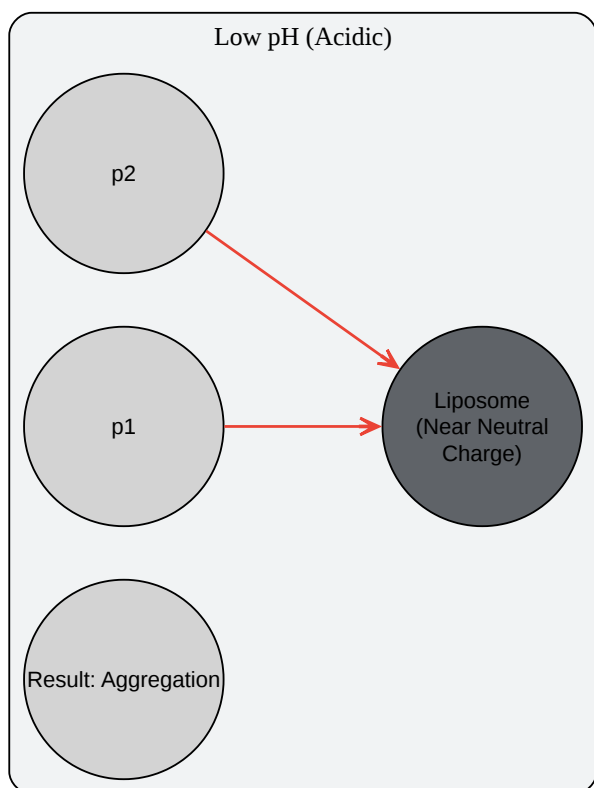 Low pH (Acidic)
p2
p1
Liposome
(Near Neutral
Charge)
Result: Aggregation